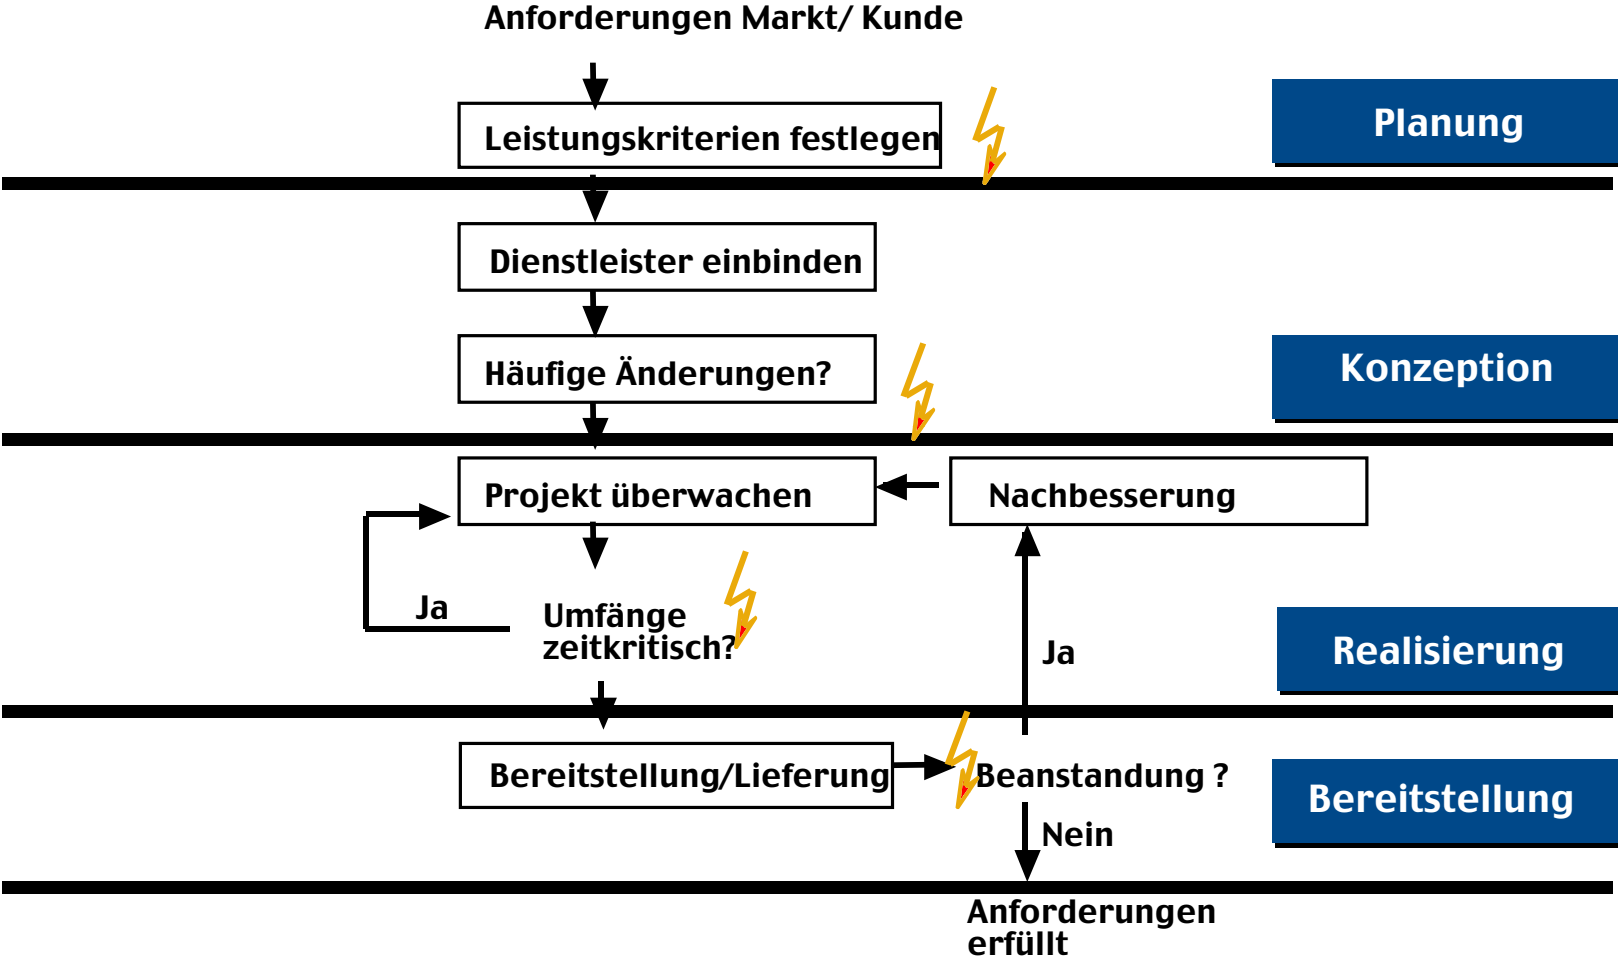 Anforderungen Markt/ Kunde
Leistungskriterien festlegen
Planung
Dienstleister einbinden
Häufige Änderungen?
Konzeption
Projekt überwachen
Nachbesserung
Ja
Umfänge
zeitkritisch?
Ja
Realisierung
Bereitstellung/Lieferung
Beanstandung ?
Bereitstellung
Nein
Anforderungen
erfüllt